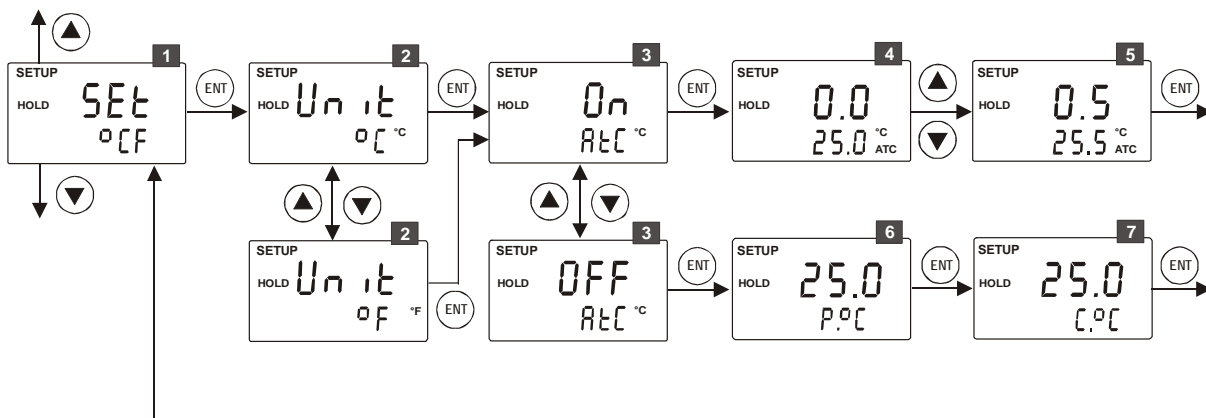 1
SETUP
HOLD SEt
°CF
ENT
2
SETUP
HOLD Unit
°C °C
ENT
3
SETUP
HOLD On
AtC °C
ENT
4
SETUP
HOLD 0.0
25.0 °C ATC
5
SETUP
HOLD 0.5
25.5 °C ATC
ENT
2
SETUP
HOLD Unit
°F °F
ENT
3
SETUP
HOLD OFF
AtC °C
ENT
6
SETUP
HOLD 25.0
P.°C
ENT
7
SETUP
HOLD 25.0
C.°C
ENT